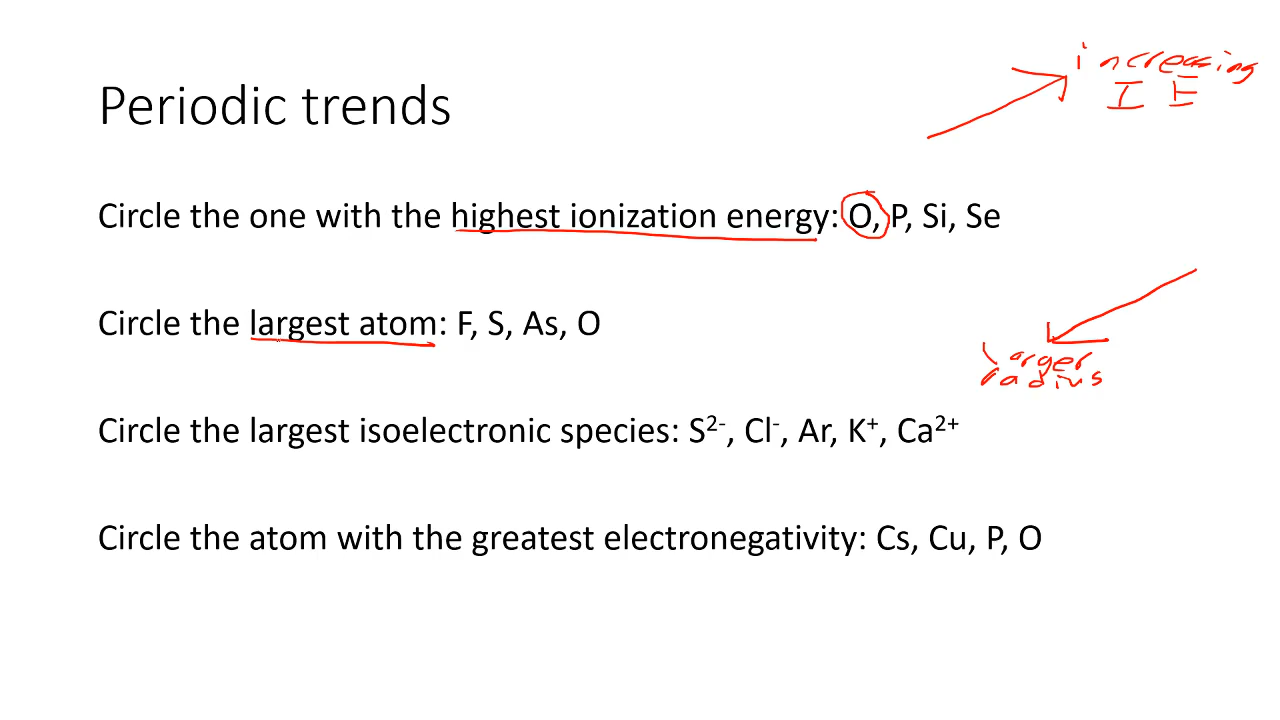 increasing
I E
Periodic trends
Circle the one with the highest ionization energy: O, P, Si, Se
Circle the largest atom: F, S, As, O
larger
radius
Circle the largest isoelectronic species: S²⁻, Cl⁻, Ar, K⁺, Ca²⁺
Circle the atom with the greatest electronegativity: Cs, Cu, P, O